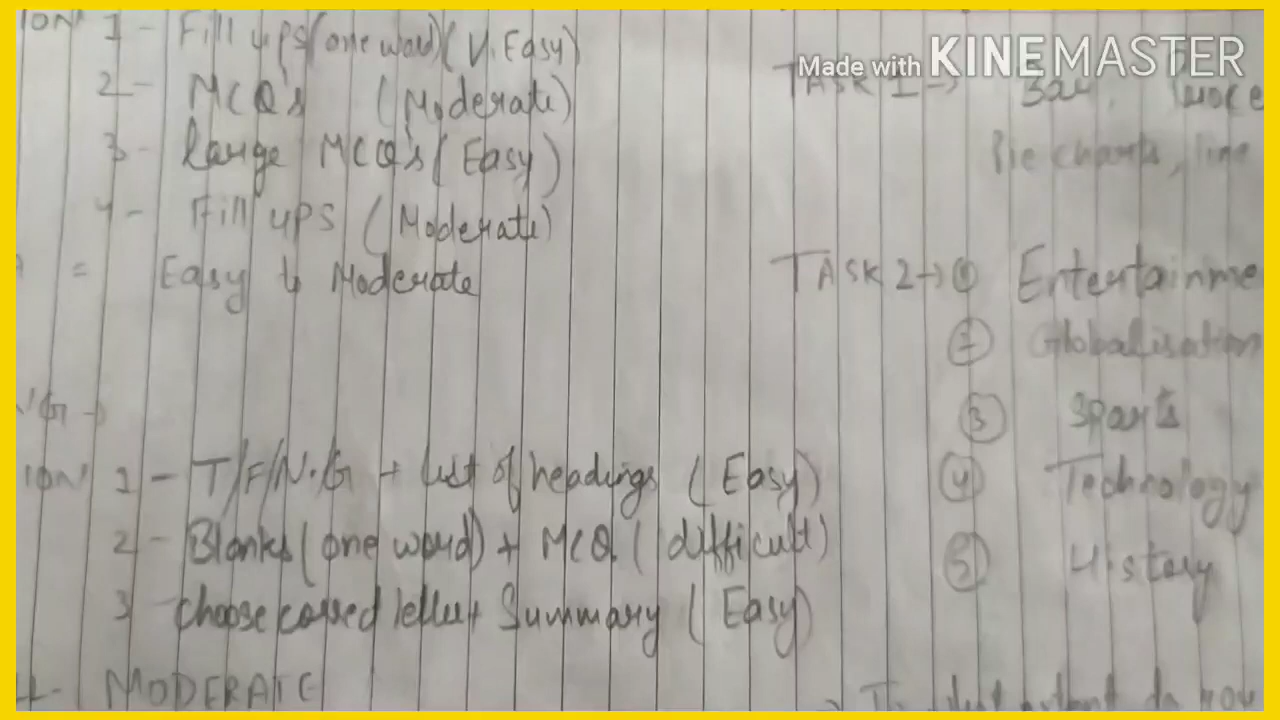 ION 1 - Fill ups (one word) (V. Easy)
2 - MCQ's (Moderate)
3 - large MCQ's (Easy)
4 - Fill ups (Moderate)
= Easy to Moderate
ION 1 - T/F/N.G + list of headings (Easy)
2 - Blanks (one word) + MCQ (difficult)
3 - choose correct letter + Summary (Easy)
MODERATE
Made with KINEMASTER
TASK 1 →
Pie charts, line
TASK 2 → ① Entertainme
② Globalisation
③ Sports
④ Technology
⑤ History